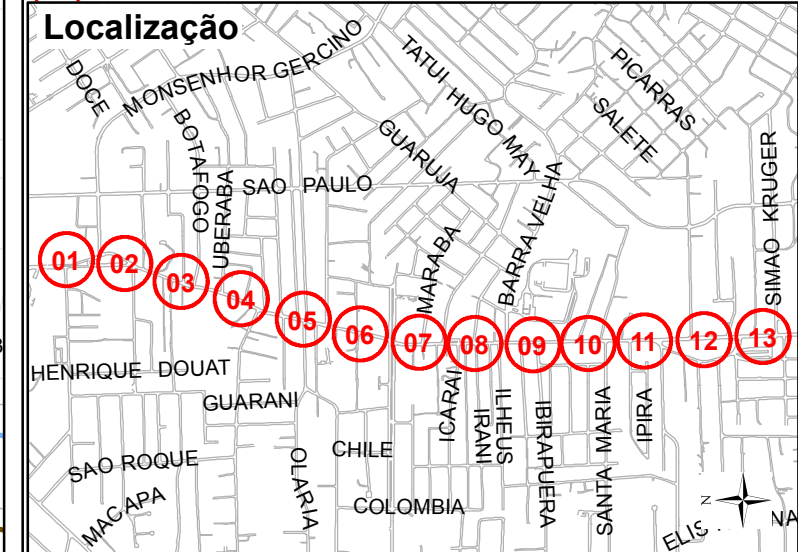 Localização
DOCE
MONSENHOR GERCINO
TATUI
HUGO MAY
PICARRAS
SALETE
BOTAFOGO
UBERABA
GUARUJA
SAO PAULO
BARRA VELHA
MARABA
SIMAO KRUGER
01
02
03
04
05
06
07
08
09
10
11
12
13
HENRIQUE DOUAT
GUARANI
ICARAI
IRANI
ILHEUS
IBIRAPUERA
SANTA MARIA
IPIRA
SAO ROQUE
OLARIA
CHILE
MACAPA
COLOMBIA
N